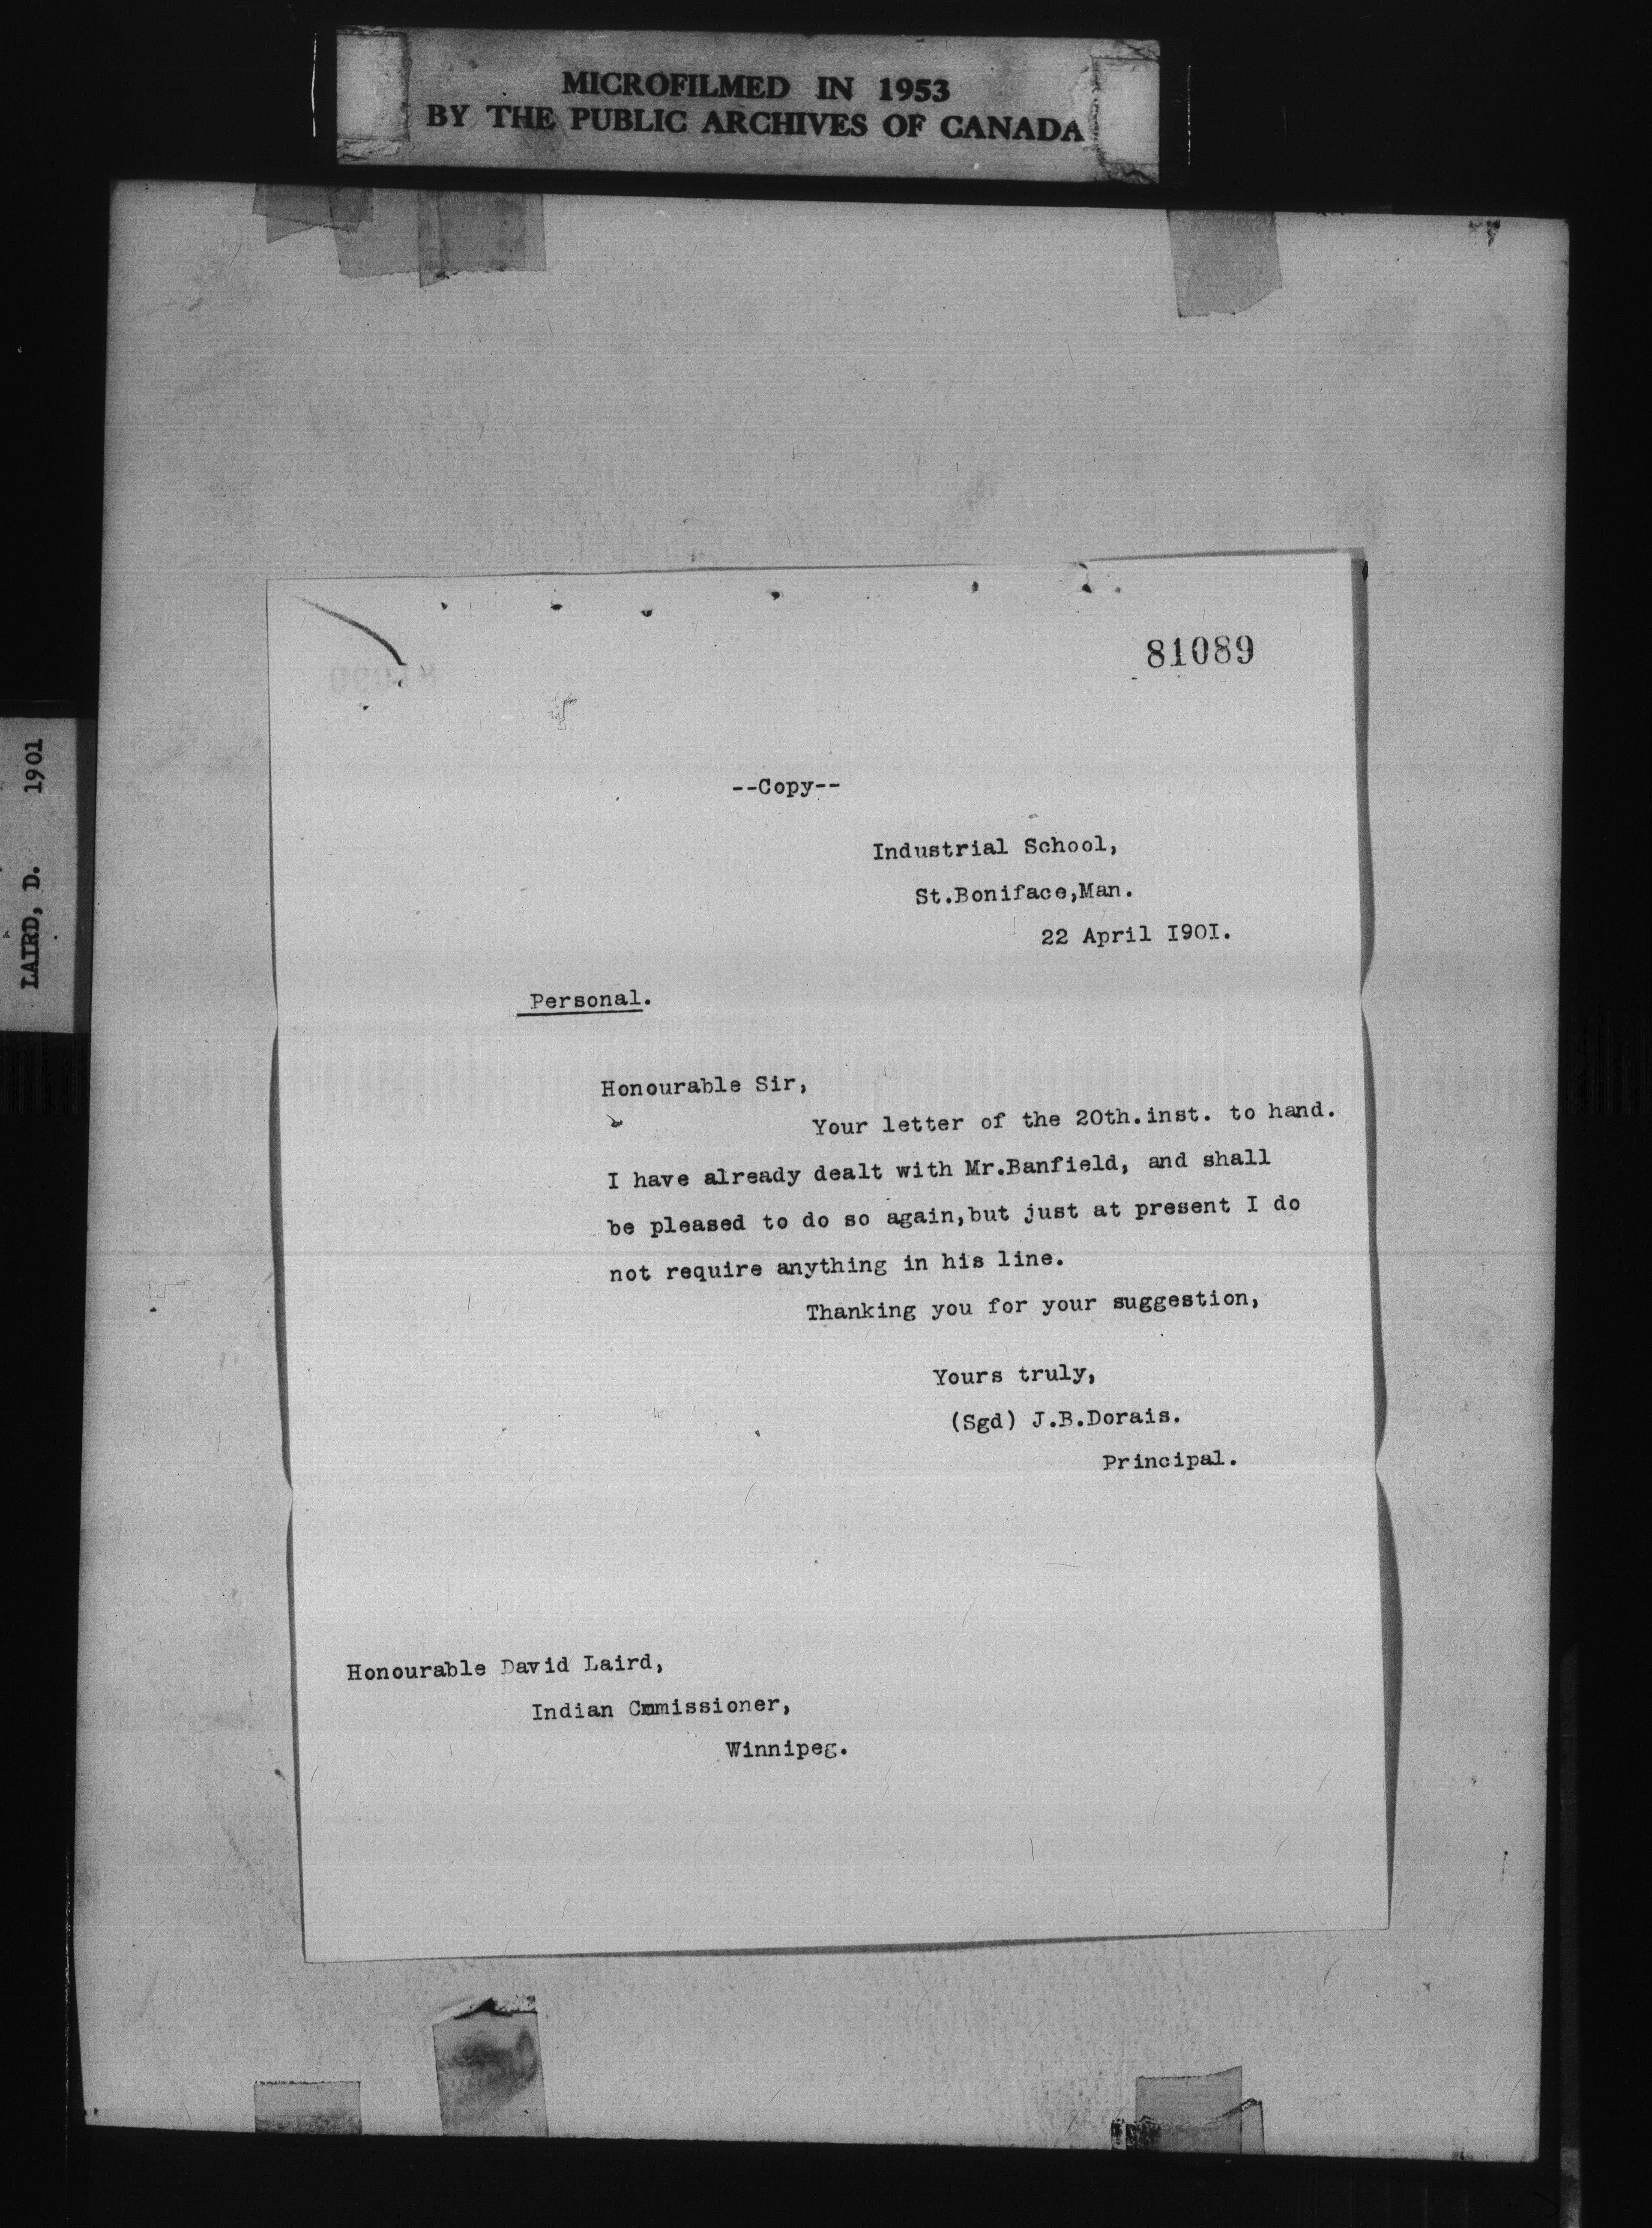 MICROFILMED IN 1953
BY THE PUBLIC ARCHIVES OF CANADA
LAIRD, D. 1901
81089
--Copy--
Industrial School,
St.Boniface,Man.
22 April I90I.
Personal.
Honourable Sir,
Your letter of the 20th.inst. to hand.
I have already dealt with Mr.Banfield, and shall
be pleased to do so again,but just at present I do
not require anything in his line.
Thanking you for your suggestion,
Yours truly,
(Sgd) J.B.Dorais.
Principal.
Honourable David Laird,
Indian Cmmissioner,
Winnipeg.